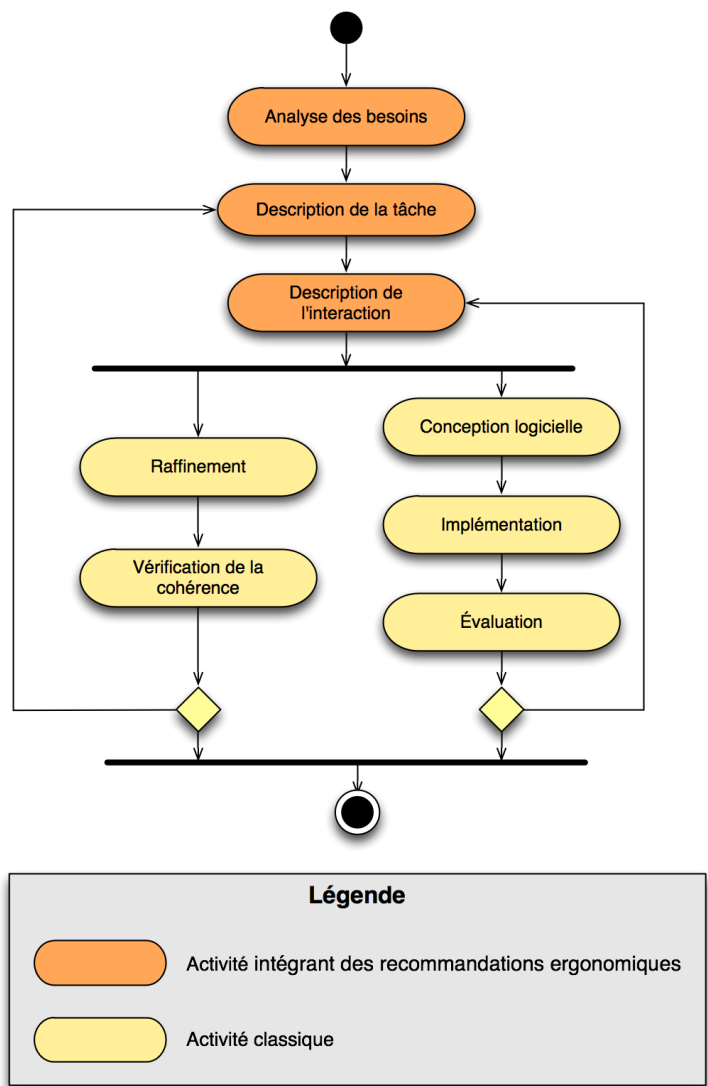 Analyse des besoins
Description de la tâche
Description de
l'interaction
Raffinement
Vérification de la
cohérence
Conception logicielle
Implémentation
Évaluation
Légende
Activité intégrant des recommandations ergonomiques
Activité classique